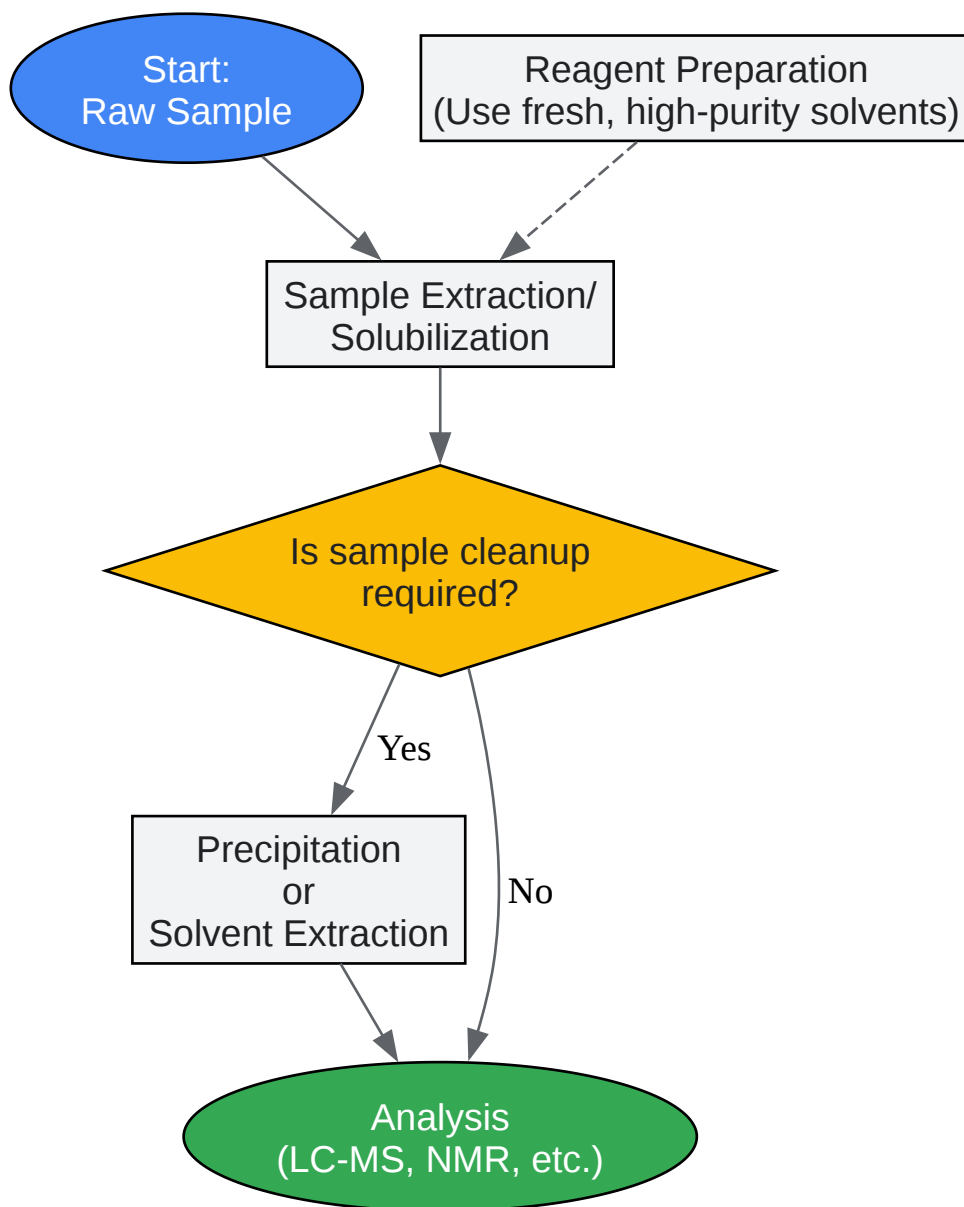 Start:
Raw Sample
Reagent Preparation
(Use fresh, high-purity solvents)
Sample Extraction/
Solubilization
Is sample cleanup
required?
Yes
Precipitation
or
Solvent Extraction
No
Analysis
(LC-MS, NMR, etc.)